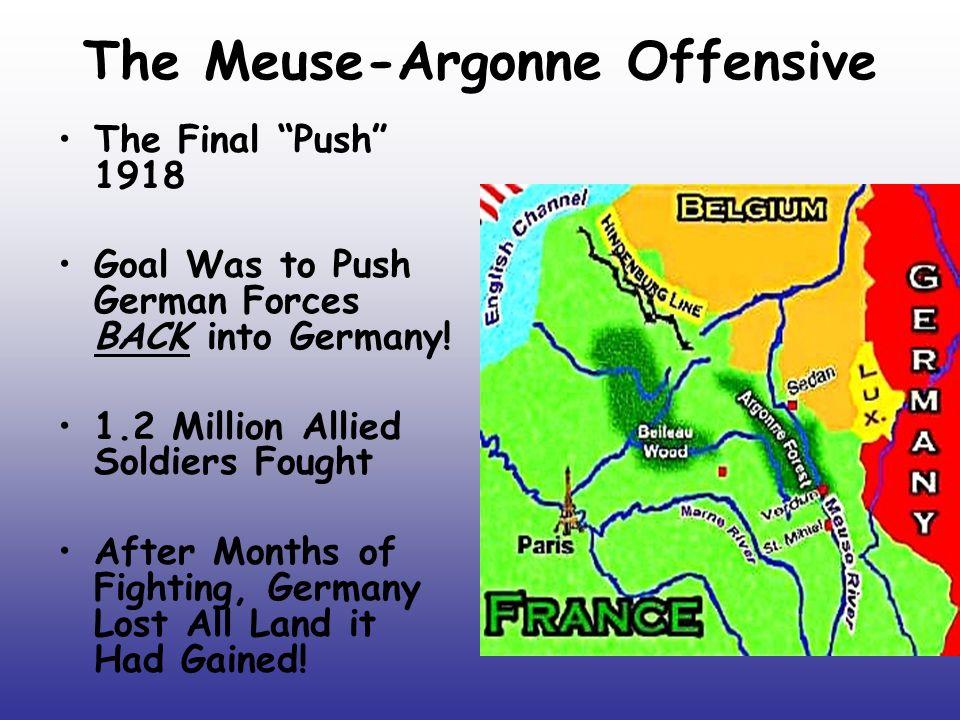 The Meuse-Argonne Offensive
• The Final “Push”
1918
• Goal Was to Push
German Forces
BACK into Germany!
• 1.2 Million Allied
Soldiers Fought
• After Months of
Fighting, Germany
Lost All Land it
Had Gained!
English Channel
BELGIUM
HINDENBURG LINE
GERMANY
LUX.
Sedan
Argonne Forest
Belleau
Wood
Verdun
Marne River
St. Mihiel
Meuse River
Paris
FRANCE